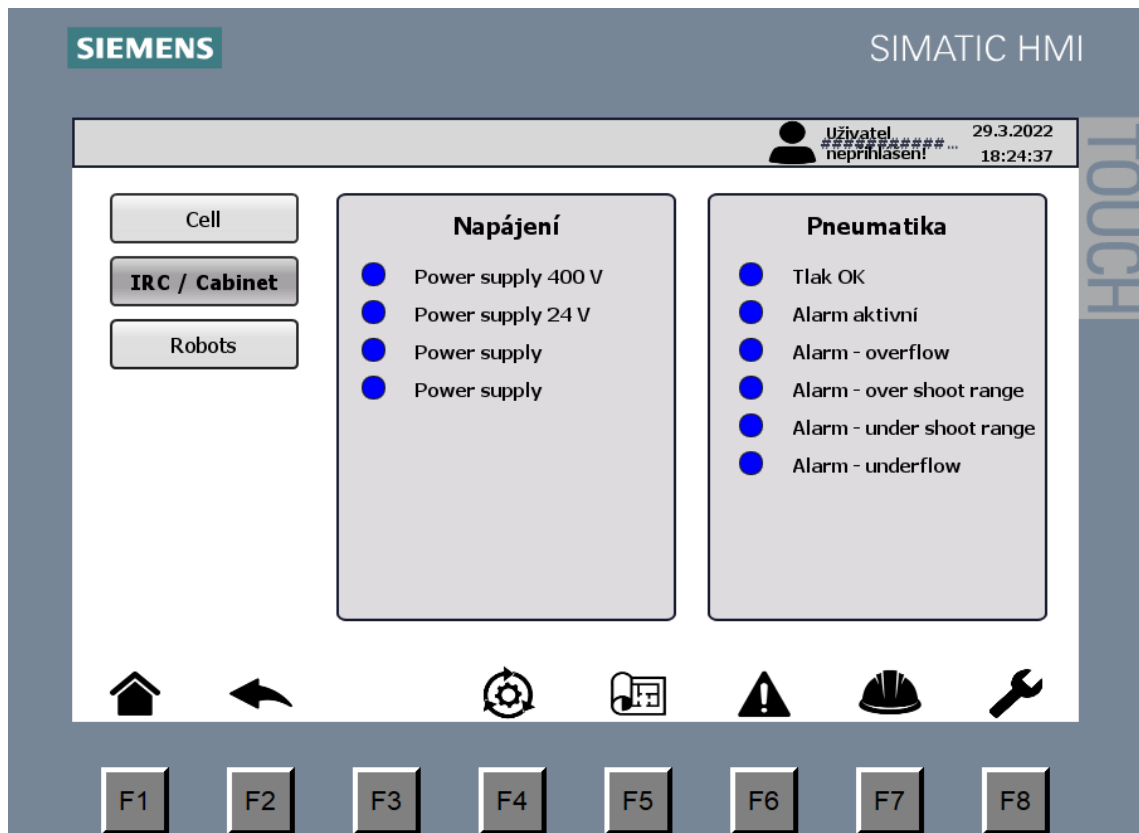 SIEMENS
SIMATIC HMI
TOUCH
Uživatel
###########...
nepřihlášen!
29.3.2022
18:24:37
Cell
IRC / Cabinet
Robots
Napájení
Power supply 400 V
Power supply 24 V
Power supply
Power supply
Pneumatika
Tlak OK
Alarm aktivní
Alarm - overflow
Alarm - over shoot range
Alarm - under shoot range
Alarm - underflow
F1 F2 F3 F4 F5 F6 F7 F8